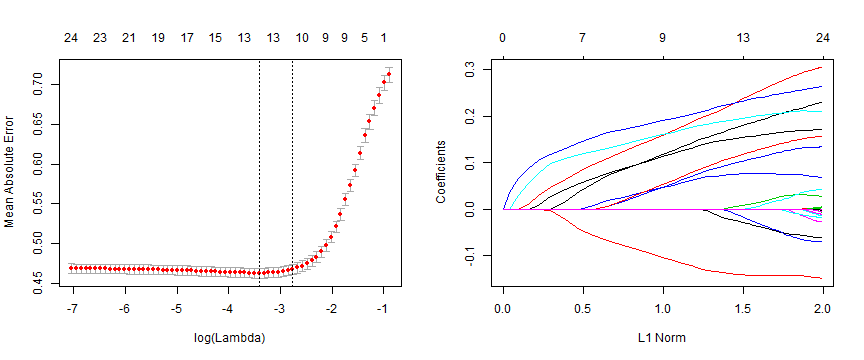 24 23 21 19 17 15 13 13 10 9 9 5 1
Mean Absolute Error
0.70
0.65
0.60
0.55
0.50
0.45
-7 -6 -5 -4 -3 -2 -1
log(Lambda)
0 7 9 13 24
Coefficients
0.3
0.2
0.1
0.0
-0.1
0.0 0.5 1.0 1.5 2.0
L1 Norm